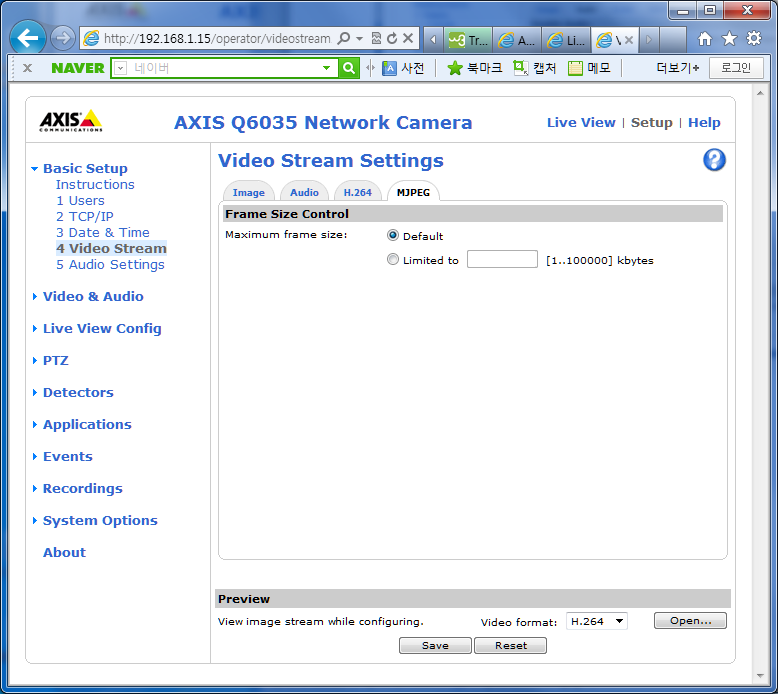 http://192.168.1.15/operator/videostream
Tr...
A...
Li...
V
x NAVER 네이버 사전 북마크 캡처 메모 더보기+ 로그인
AXIS
COMMUNICATIONS
AXIS Q6035 Network Camera
Live View | Setup | Help
Basic Setup
Instructions
1 Users
2 TCP/IP
3 Date & Time
4 Video Stream
5 Audio Settings
Video & Audio
Live View Config
PTZ
Detectors
Applications
Events
Recordings
System Options
About
Video Stream Settings
?
Image
Audio
H.264
MJPEG
Frame Size Control
Maximum frame size:
Default
Limited to [1..100000] kbytes
Preview
View image stream while configuring.
Video format: H.264
Open...
Save
Reset